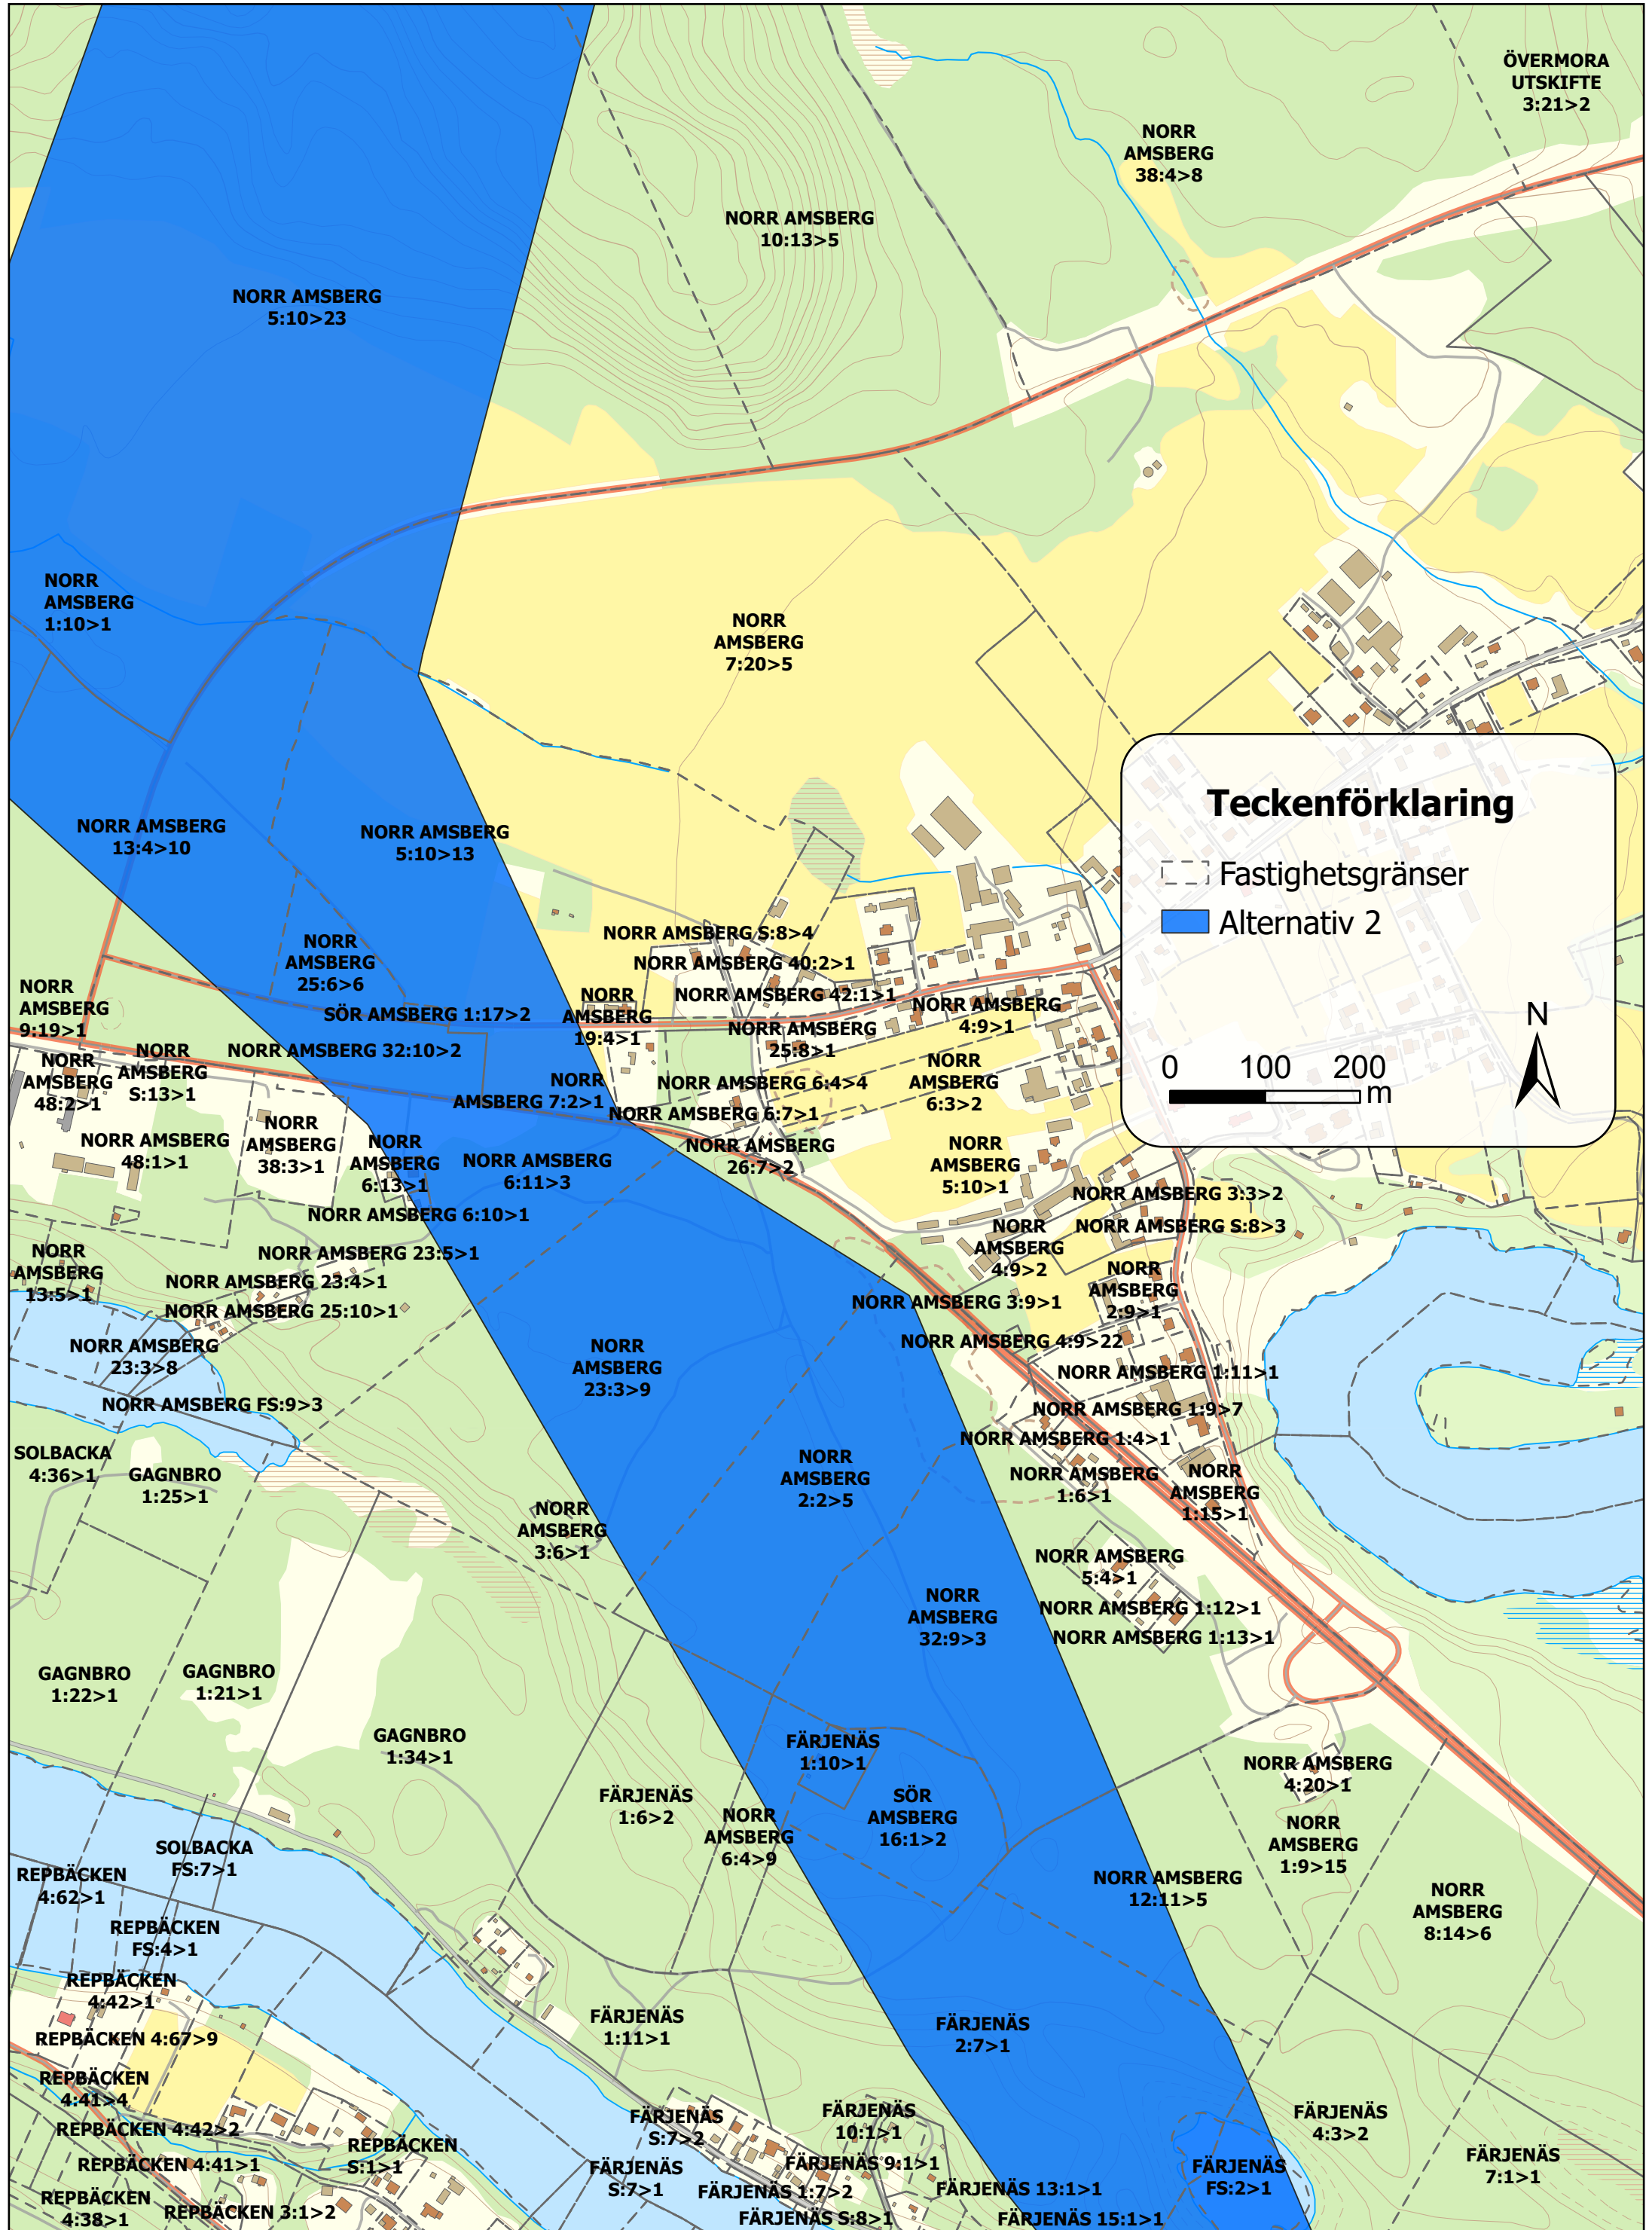 ÖVERMORA
UTSKIFTE
3:21>2
NORR
AMSBERG
38:4>8
NORR AMSBERG
10:13>5
NORR AMSBERG
5:10>23
NORR
AMSBERG
1:10>1
NORR
AMSBERG
7:20>5
Teckenförklaring
Fastighetsgränser
Alternativ 2
N
0 100 200
m
NORR AMSBERG
13:4>10
NORR AMSBERG
5:10>13
NORR AMSBERG S:8>4
NORR AMSBERG 40:2>1
NORR
AMSBERG
25:6>6
NORR AMSBERG 42:1>1
NORR
AMSBERG
9:19>1
SÖR AMSBERG 1:17>2
NORR
AMSBERG
19:4>1
NORR AMSBERG
4:9>1
NORR AMSBERG
25:8>1
NORR
AMSBERG
48:2>1
NORR
AMSBERG
S:13>1
NORR AMSBERG 32:10>2
NORR
AMSBERG 7:2>1
NORR AMSBERG 6:4>4
NORR
AMSBERG
6:3>2
NORR AMSBERG 6:7>1
NORR AMSBERG
48:1>1
NORR
AMSBERG
38:3>1
NORR
AMSBERG
6:13>1
NORR AMSBERG
6:11>3
NORR AMSBERG
26:7>2
NORR
AMSBERG
5:10>1
NORR AMSBERG 3:3>2
NORR AMSBERG 6:10>1
NORR AMSBERG S:8>3
NORR
AMSBERG
4:9>2
NORR AMSBERG 23:5>1
NORR
AMSBERG
13:5>1
NORR AMSBERG 23:4>1
NORR
AMSBERG
2:9>1
NORR AMSBERG 25:10>1
NORR AMSBERG 3:9>1
NORR AMSBERG
23:3>8
NORR
AMSBERG
23:3>9
NORR AMSBERG 4:9>22
NORR AMSBERG 1:11>1
NORR AMSBERG FS:9>3
NORR AMSBERG 1:9>7
NORR AMSBERG 1:4>1
SOLBACKA
4:36>1
GAGNBRO
1:25>1
NORR
AMSBERG
2:2>5
NORR AMSBERG
1:6>1
NORR
AMSBERG
1:15>1
NORR
AMSBERG
3:6>1
NORR AMSBERG
5:4>1
NORR
AMSBERG
32:9>3
NORR AMSBERG 1:12>1
NORR AMSBERG 1:13>1
GAGNBRO
1:22>1
GAGNBRO
1:21>1
GAGNBRO
1:34>1
FÄRJENÄS
1:10>1
NORR AMSBERG
4:20>1
FÄRJENÄS
1:6>2
SÖR
AMSBERG
16:1>2
NORR
AMSBERG
6:4>9
NORR
AMSBERG
1:9>15
SOLBACKA
FS:7>1
REPBÄCKEN
4:62>1
NORR AMSBERG
12:11>5
NORR
AMSBERG
8:14>6
REPBÄCKEN
FS:4>1
REPBÄCKEN
4:42>1
FÄRJENÄS
1:11>1
FÄRJENÄS
2:7>1
REPBÄCKEN 4:67>9
REPBÄCKEN
4:41>4
REPBÄCKEN 4:42>2
FÄRJENÄS
S:7>2
FÄRJENÄS
10:1>1
FÄRJENÄS
4:3>2
REPBÄCKEN
S:1>1
REPBÄCKEN 4:41>1
FÄRJENÄS
S:7>1
FÄRJENÄS 9:1>1
FÄRJENÄS
FS:2>1
FÄRJENÄS
7:1>1
FÄRJENÄS 1:7>2
FÄRJENÄS 13:1>1
REPBÄCKEN
4:38>1
REPBÄCKEN 3:1>2
FÄRJENÄS S:8>1
FÄRJENÄS 15:1>1